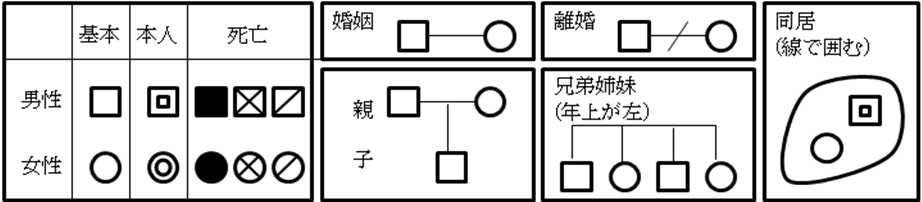 基本 本人 死亡
男性
女性
婚姻
親
子
離婚
兄弟姉妹
(年上が左)
同居
(線で囲む)